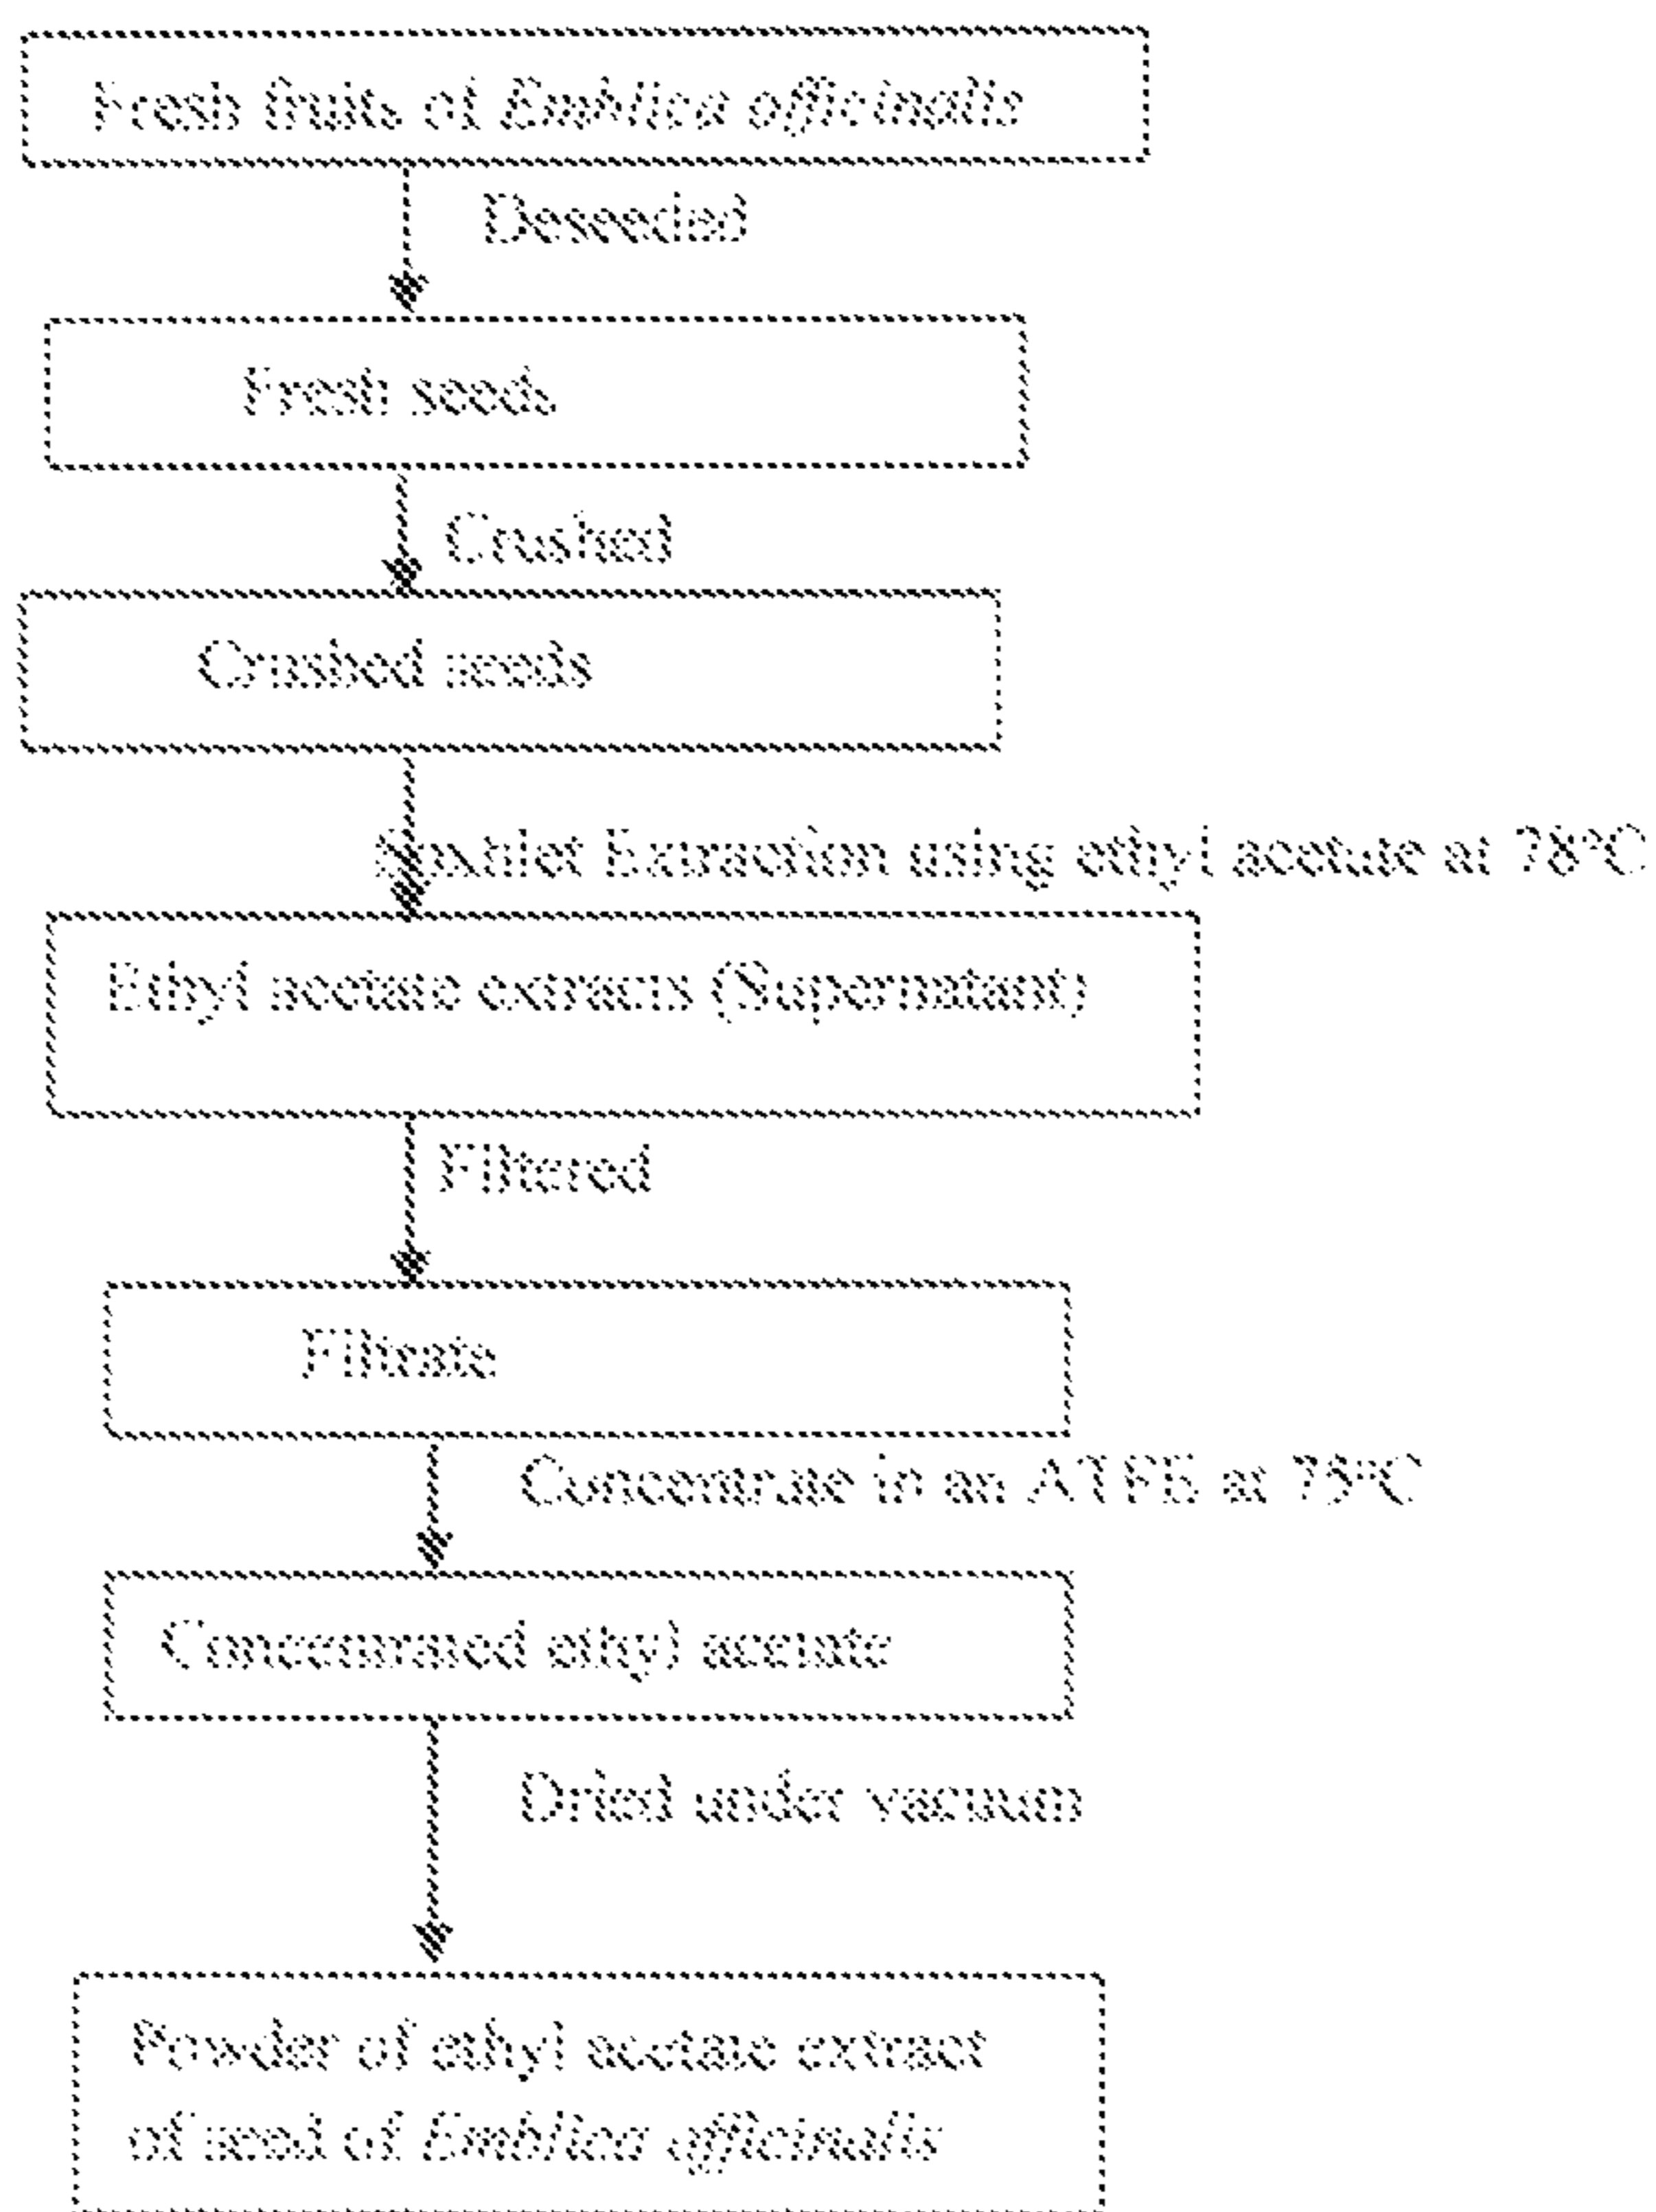 Fresh fruits of Emblica officinalis
Deseeded
Fresh seeds
Crushed
Crushed seeds
Soxhlet Extraction using ethyl acetate at 78°C
Ethyl acetate extracts (Supernatant)
Filtered
Filtrate
Concentrate in an ATFE at 75°C
Concentrated ethyl acetate
Dried under vacuum
Powder of ethyl acetate extract
of seed of Emblica officinalis